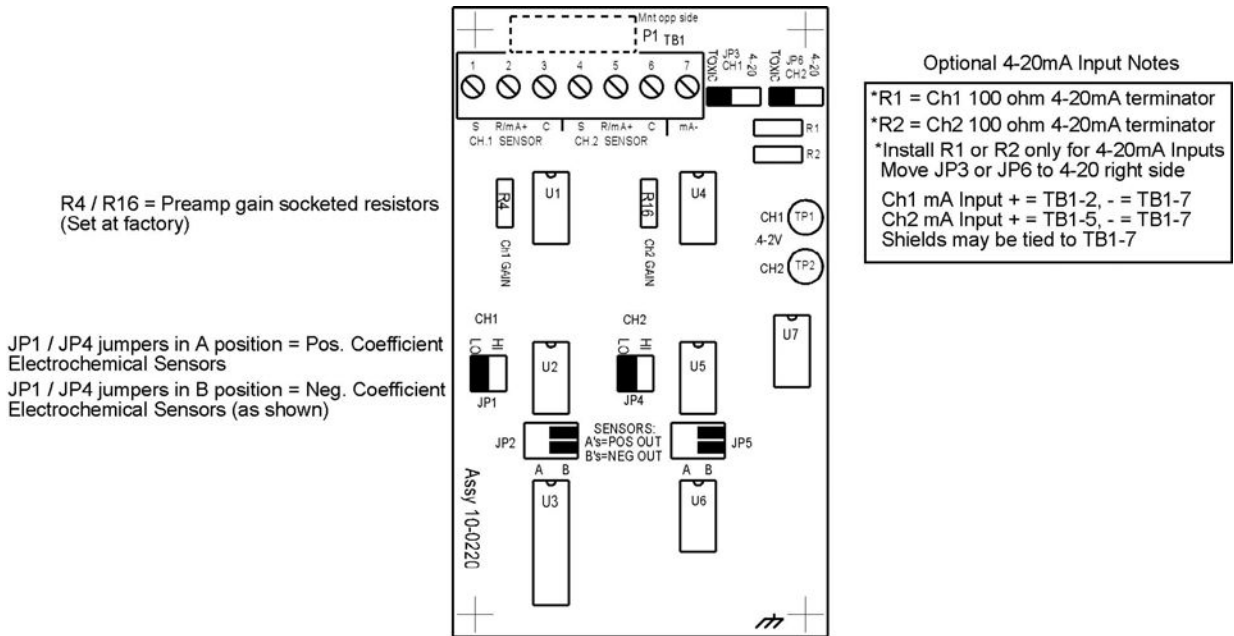 Mnt opp side
P1 TB1
1 2 3 4 5 6 7
S R/mA+ C S R/mA+ C mA-
CH.1 SENSOR CH.2 SENSOR
TOXIC JP3 CH1 4-20
TOXIC JP6 CH2 4-20
R1
R2
R4 U1 R16 U4
Ch1 GAIN Ch2 GAIN
CH1 TP1
.4-2V
CH2 TP2
CH1 CH2
LO HI U2 LO HI U5 U7
JP1 JP4
JP2 SENSORS: JP5
A's=POS OUT
B's=NEG OUT
A B A B
U3 U6
Assy 10-0220
R4 / R16 = Preamp gain socketed resistors
(Set at factory)
JP1 / JP4 jumpers in A position = Pos. Coefficient
Electrochemical Sensors
JP1 / JP4 jumpers in B position = Neg. Coefficient
Electrochemical Sensors (as shown)
Optional 4-20mA Input Notes
*R1 = Ch1 100 ohm 4-20mA terminator
*R2 = Ch2 100 ohm 4-20mA terminator
*Install R1 or R2 only for 4-20mA Inputs
Move JP3 or JP6 to 4-20 right side
Ch1 mA Input + = TB1-2, - = TB1-7
Ch2 mA Input + = TB1-5, - = TB1-7
Shields may be tied to TB1-7